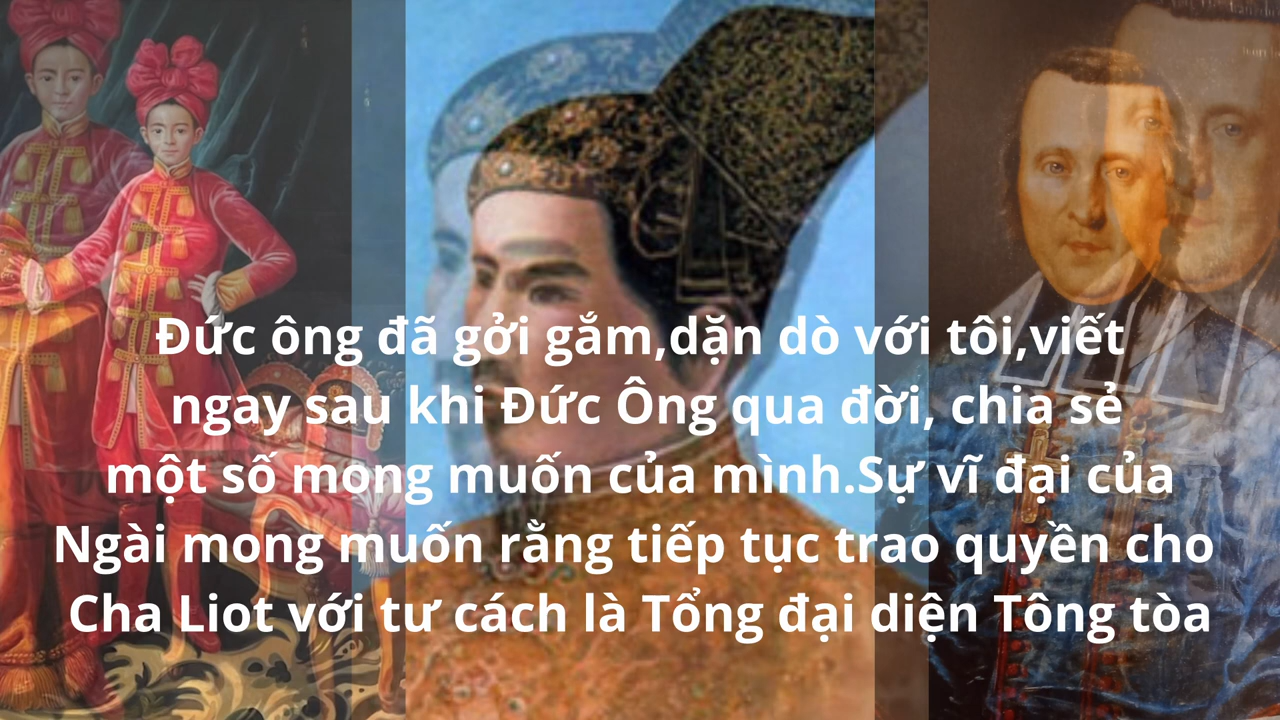 Đức ông đã gởi gắm,dặn dò với tôi,viết
ngay sau khi Đức Ông qua đời, chia sẻ
một số mong muốn của mình.Sự vĩ đại của
Ngài mong muốn rằng tiếp tục trao quyền cho
Cha Liot với tư cách là Tổng đại diện Tông tòa